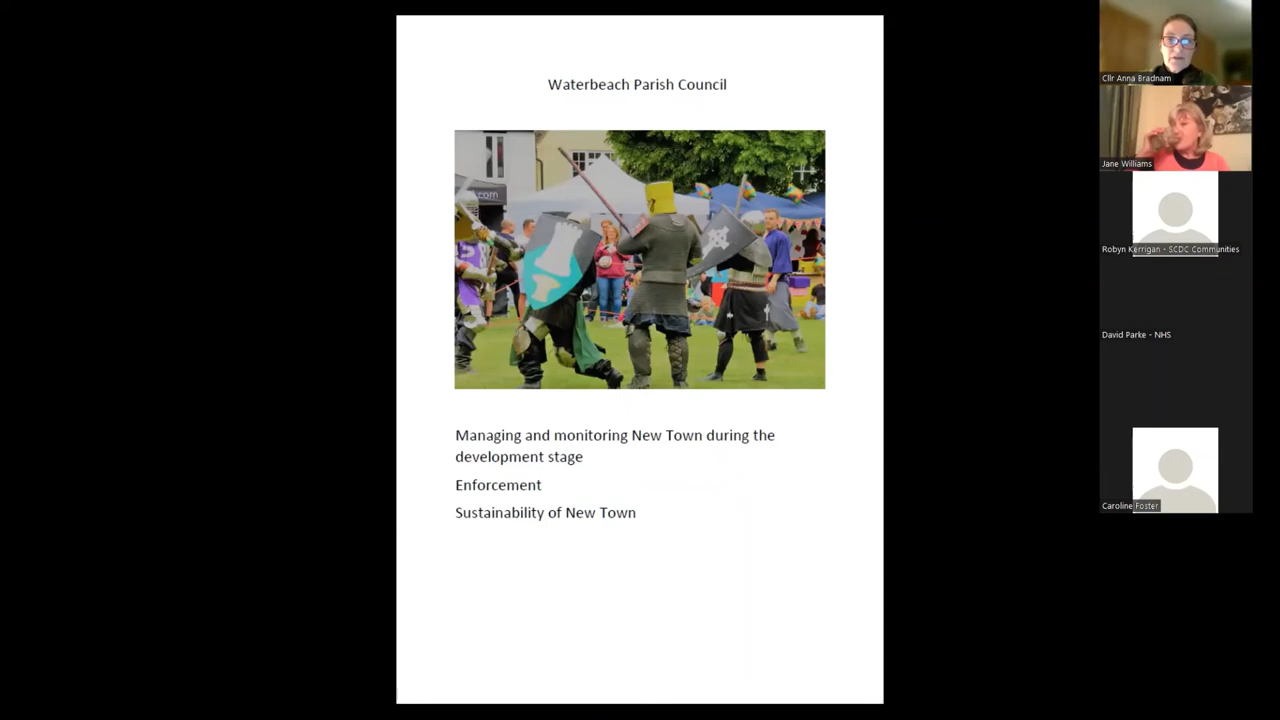 Waterbeach Parish Council
.com
Managing and monitoring New Town during the
development stage
Enforcement
Sustainability of New Town
Cllr Anna Bradnam
Jane Williams
Robyn Kerrigan - SCDC Communities
David Parke - NHS
Caroline Foster